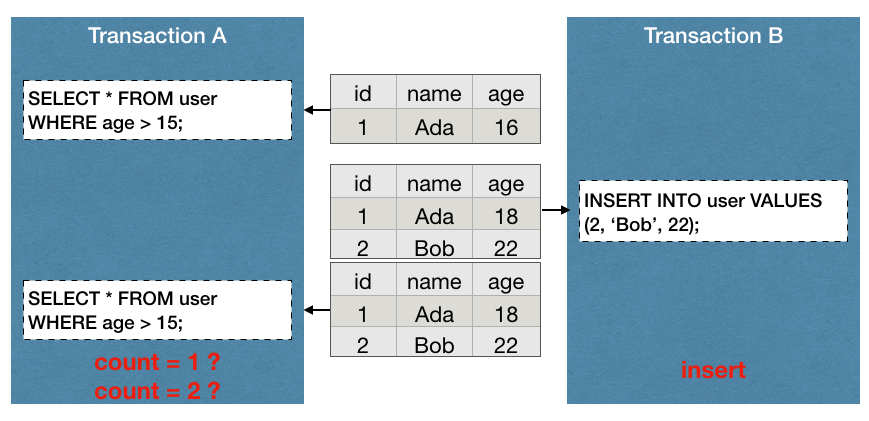 Transaction A
Transaction B
SELECT * FROM user
WHERE age > 15;
id name age
1 Ada 16
id name age
1 Ada 18
2 Bob 22
INSERT INTO user VALUES
(2, ‘Bob’, 22);
id name age
1 Ada 18
2 Bob 22
SELECT * FROM user
WHERE age > 15;
count = 1 ?
count = 2 ?
insert